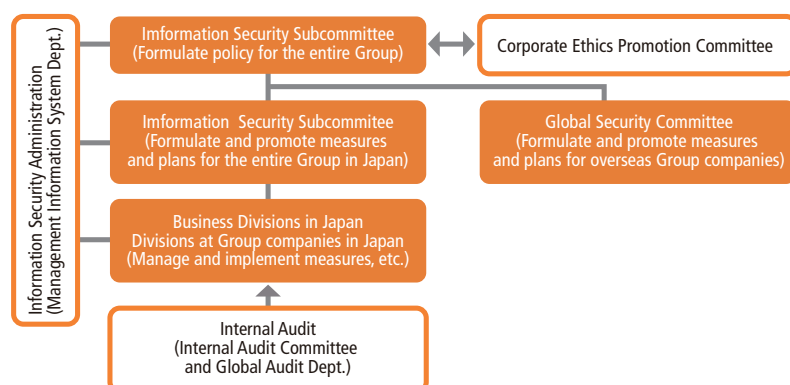 Imformation Security Subcommittee
(Formulate policy for the entire Group)
Corporate Ethics Promotion Committee
Information Security Administration
(Management Information System Dept.)
Imformation Security Subcommitee
(Formulate and promote measures
and plans for the entire Group in Japan)
Global Security Committee
(Formulate and promote measures
and plans for overseas Group companies)
Business Divisions in Japan
Divisions at Group companies in Japan
(Manage and implement measures, etc.)
Internal Audit
(Internal Audit Committee
and Global Audit Dept.)